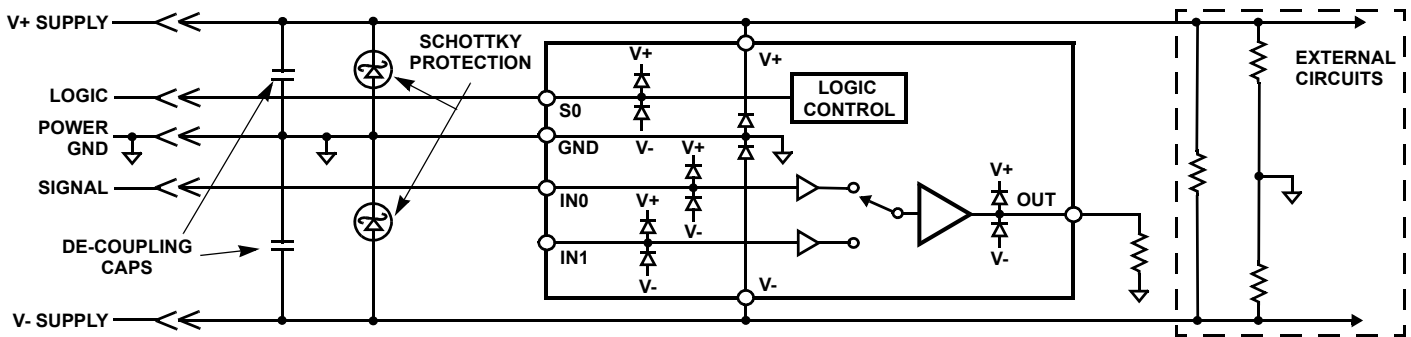 V+ SUPPLY
SCHOTTKY
PROTECTION
V+
V+
EXTERNAL
CIRCUITS
LOGIC
LOGIC
CONTROL
S0
POWER
GND
V-
GND
V+
SIGNAL
IN0
V+
V-
V+
OUT
IN1
V-
V-
DE-COUPLING
CAPS
V-
V- SUPPLY